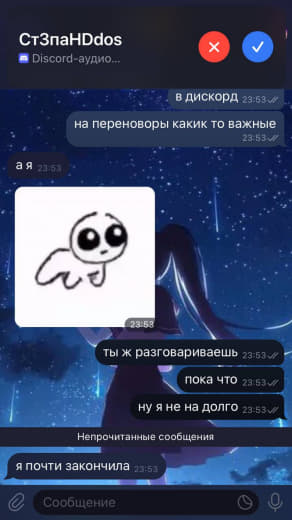 Ст3паHDdos
Discord-аудио...
в дискорд 23:53
на переноворы какик то важные
23:53
а я 23:53
23:53
ты ж разговариваешь 23:53
пока что 23:53
ну я не на долго 23:53
Непрочитанные сообщения
я почти закончила 23:53
Сообщение